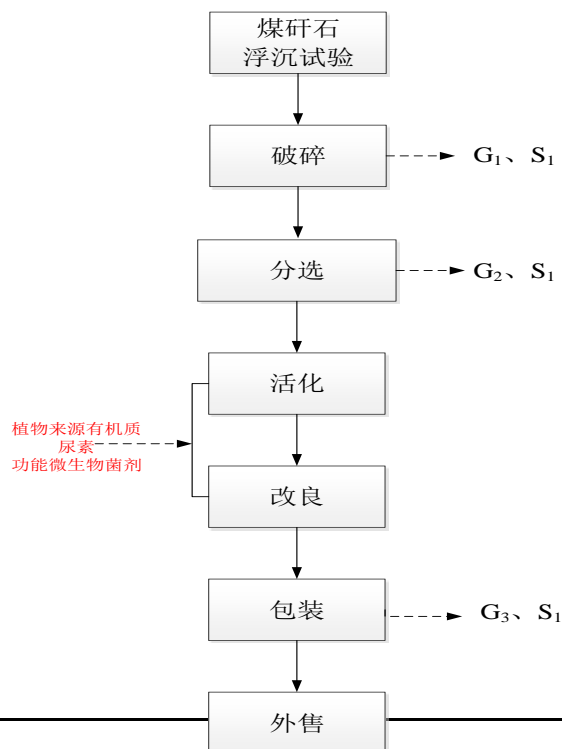 煤矸石
浮沉试验
破碎
G₁、S₁
分选
G₂、S₁
活化
植物来源有机质
尿素
功能微生物菌剂
改良
包装
G₃、S₁
外售